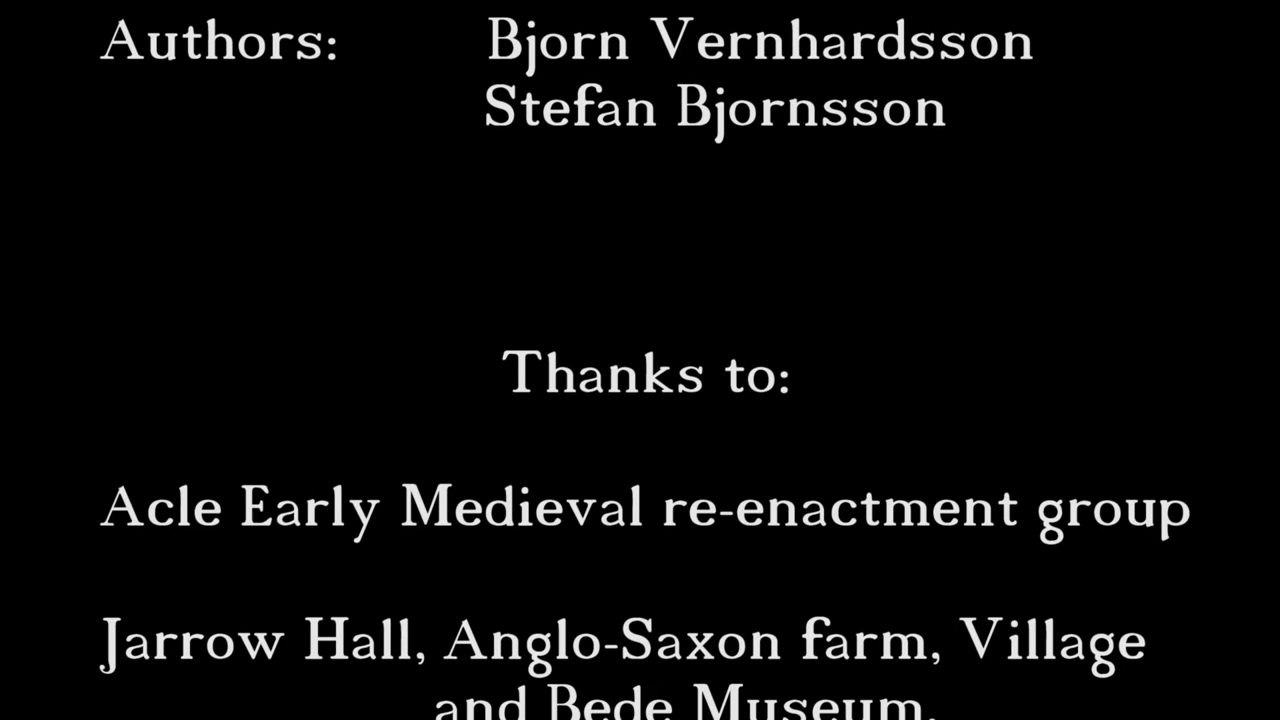 Authors: Bjorn Vernhardsson
Stefan Bjornsson
Thanks to:
Acle Early Medieval re-enactment group
Jarrow Hall, Anglo-Saxon farm, Village
and Bede Museum.